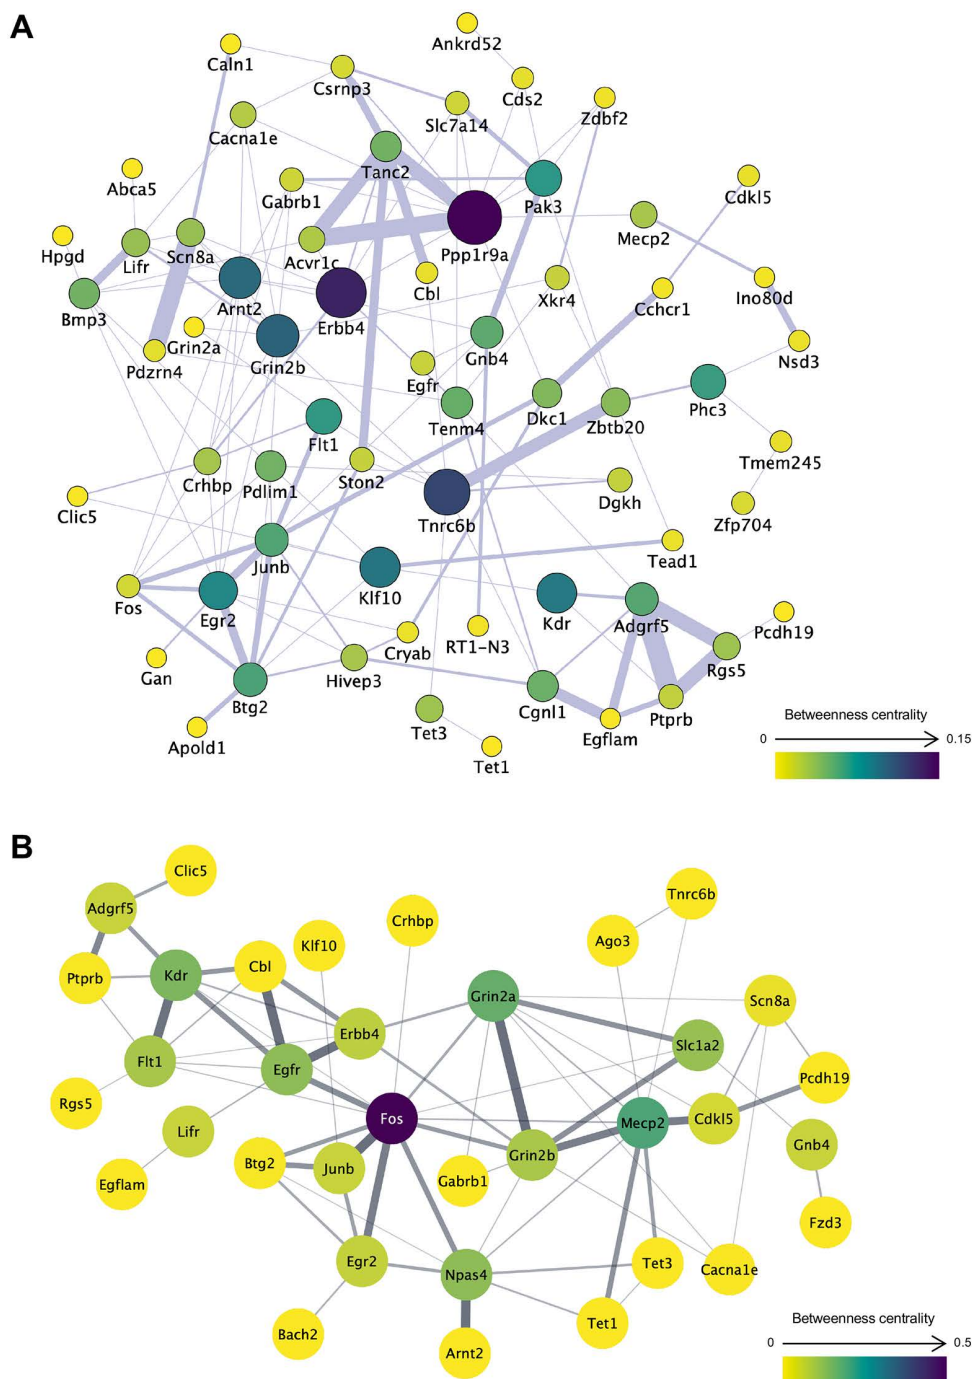 A
Ankrd52
Caln1
Csrnp3
Cds2
Zdbf2
Slc7a14
Cacna1e
Tanc2
Abca5
Gabrb1
Pak3
Cdkl5
Mecp2
Ppp1r9a
Hpgd
Lifr
Scn8a
Acvr1c
Cbl
Xkr4
Cchcr1
Ino80d
Bmp3
Arnt2
Erbb4
Grin2a
Grin2b
Gnb4
Nsd3
Pdzrn4
Egfr
Phc3
Tenm4
Dkc1
Zbtb20
Flt1
Tmem245
Crhbp
Pdlim1
Ston2
Dgkh
Clic5
Tnrc6b
Zfp704
Junb
Tead1
Klf10
Fos
Egr2
Kdr
Adgrf5
Pcdh19
Cryab
RT1-N3
Rgs5
Gan
Hivep3
Btg2
Cgnl1
Ptprb
Betweenness centrality
Tet3
Egflam
0
0.15
Apold1
Tet1
B
Clic5
Tnrc6b
Adgrf5
Crhbp
Ago3
Klf10
Cbl
Kdr
Ptprb
Grin2a
Scn8a
Erbb4
Slc1a2
Flt1
Egfr
Pcdh19
Rgs5
Fos
Mecp2
Cdkl5
Lifr
Gnb4
Btg2
Junb
Grin2b
Gabrb1
Egflam
Fzd3
Egr2
Npas4
Tet3
Cacna1e
Betweenness centrality
Tet1
Bach2
0
0.5
Arnt2